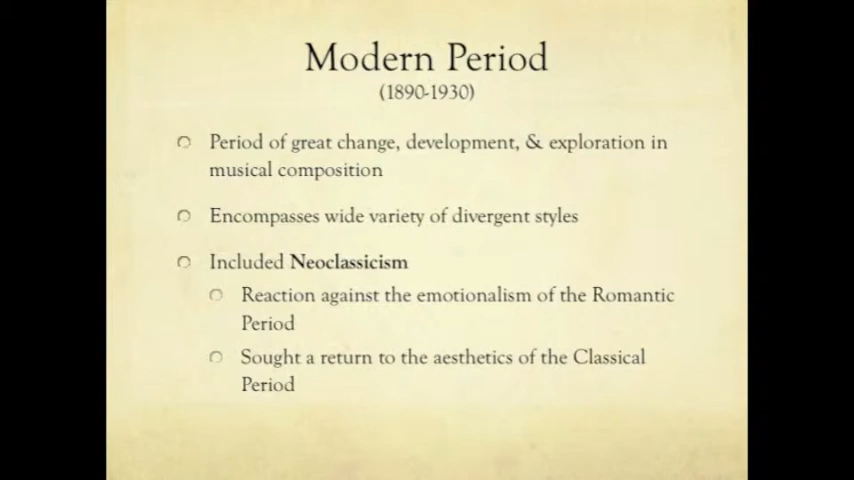 Modern Period
(1890-1930)
Period of great change, development, & exploration in
musical composition
Encompasses wide variety of divergent styles
Included Neoclassicism
Reaction against the emotionalism of the Romantic
Period
Sought a return to the aesthetics of the Classical
Period